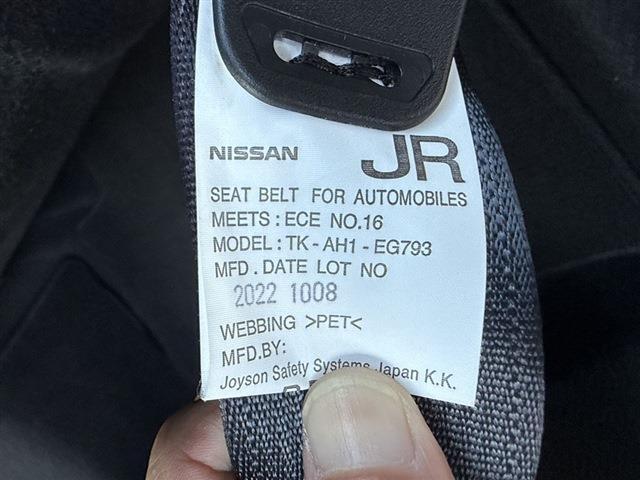 NISSAN JR
SEAT BELT FOR AUTOMOBILES
MEETS : ECE NO.16
MODEL : TK - AH1 - EG793
MFD . DATE LOT NO
2022 1008
WEBBING >PET<
MFD.BY:
Joyson Safety Systems Japan K.K.